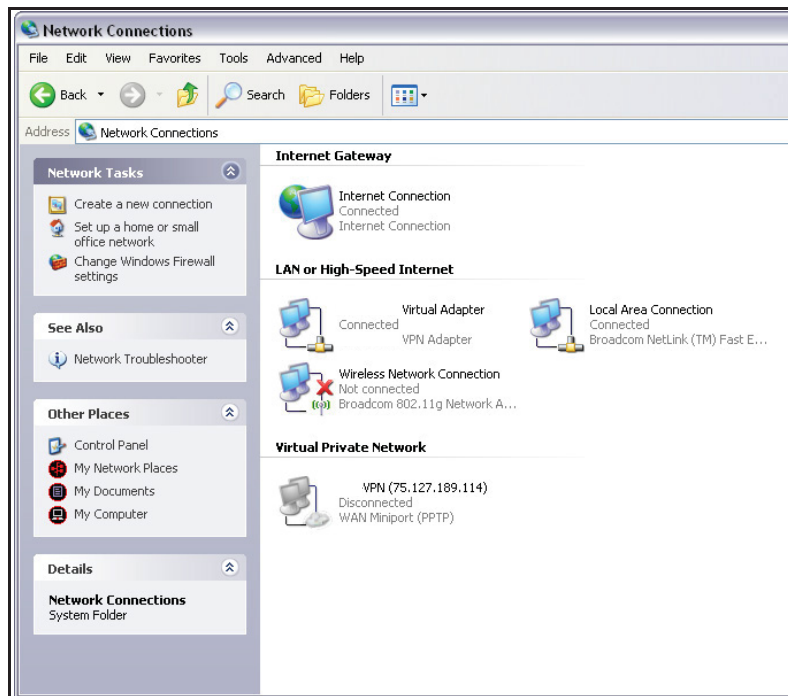 Network Connections
File Edit View Favorites Tools Advanced Help
Back Search Folders
Address Network Connections
Network Tasks
Create a new connection
Set up a home or small
office network
Change Windows Firewall
settings
See Also
Network Troubleshooter
Other Places
Control Panel
My Network Places
My Documents
My Computer
Details
Network Connections
System Folder
Internet Gateway
Internet Connection
Connected
Internet Connection
LAN or High-Speed Internet
Virtual Adapter
Connected
VPN Adapter
Local Area Connection
Connected
Broadcom NetLink (TM) Fast E...
Wireless Network Connection
Not connected
Broadcom 802.11g Network A...
Virtual Private Network
VPN (75.127.189.114)
Disconnected
WAN Miniport (PPTP)